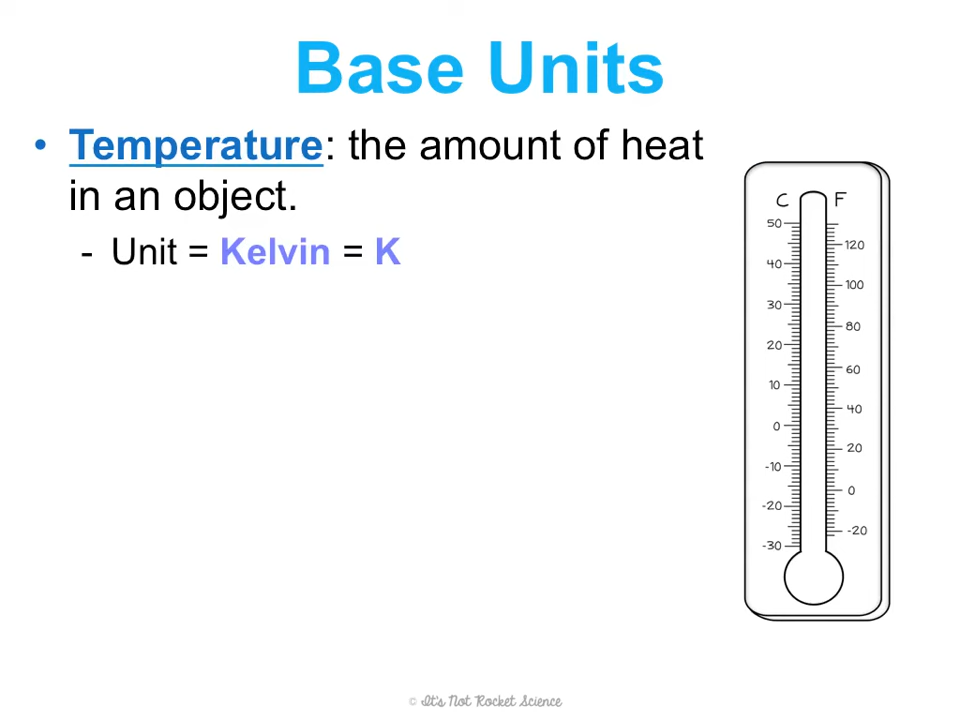 Base Units
• Temperature: the amount of heat
in an object.
- Unit = Kelvin = K
C F
50
120
40
100
30
80
20
60
10
40
0
20
-10
0
-20
-20
-30
© It's Not Rocket Science